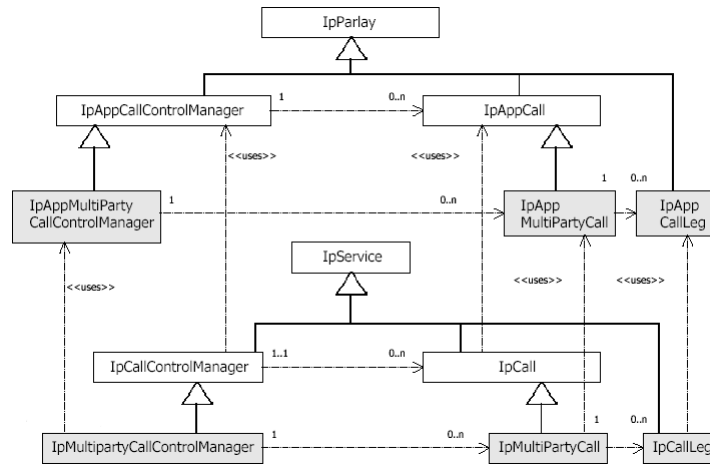 IpParlay
IpAppCallControlManager
1
0..n
IpAppCall
<<uses>>
<<uses>>
IpAppMultiParty
CallControlManager
1
0..n
IpApp
MultiPartyCall
1
0..n
IpApp
CallLeg
IpService
<<uses>>
<<uses>>
<<uses>>
IpCallControlManager
1..1
0..n
IpCall
IpMultipartyCallControlManager
1
0..n
IpMultiPartyCall
1
0..n
IpCallLeg